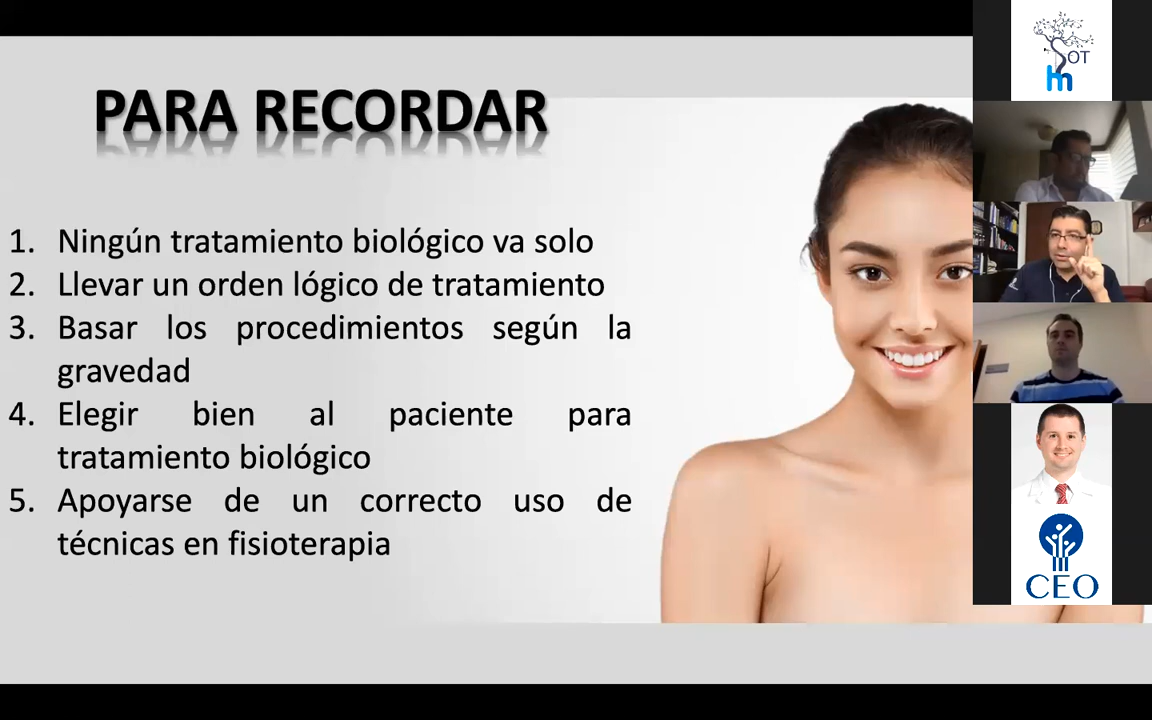 PARA RECORDAR
1. Ningún tratamiento biológico va solo
2. Llevar un orden lógico de tratamiento
3. Basar los procedimientos según la
gravedad
4. Elegir bien al paciente para
tratamiento biológico
5. Apoyarse de un correcto uso de
técnicas en fisioterapia
SOT
hm
CEO